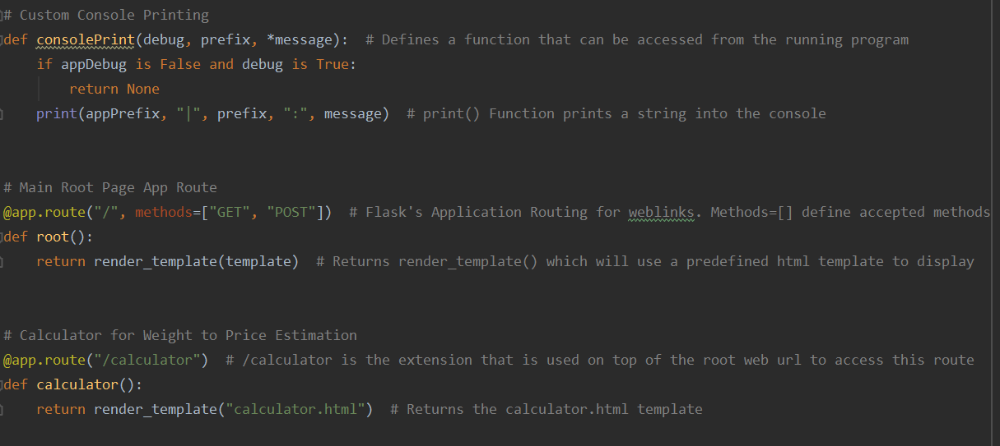 # Custom Console Printing
def consolePrint(debug, prefix, *message):  # Defines a function that can be accessed from the running program
    if appDebug is False and debug is True:
        return None
    print(appPrefix, "|", prefix, ":", message)  # print() Function prints a string into the console
# Main Root Page App Route
@app.route("/", methods=["GET", "POST"])  # Flask's Application Routing for weblinks. Methods=[] define accepted methods
def root():
    return render_template(template)  # Returns render_template() which will use a predefined html template to display
# Calculator for Weight to Price Estimation
@app.route("/calculator")  # /calculator is the extension that is used on top of the root web url to access this route
def calculator():
    return render_template("calculator.html")  # Returns the calculator.html template